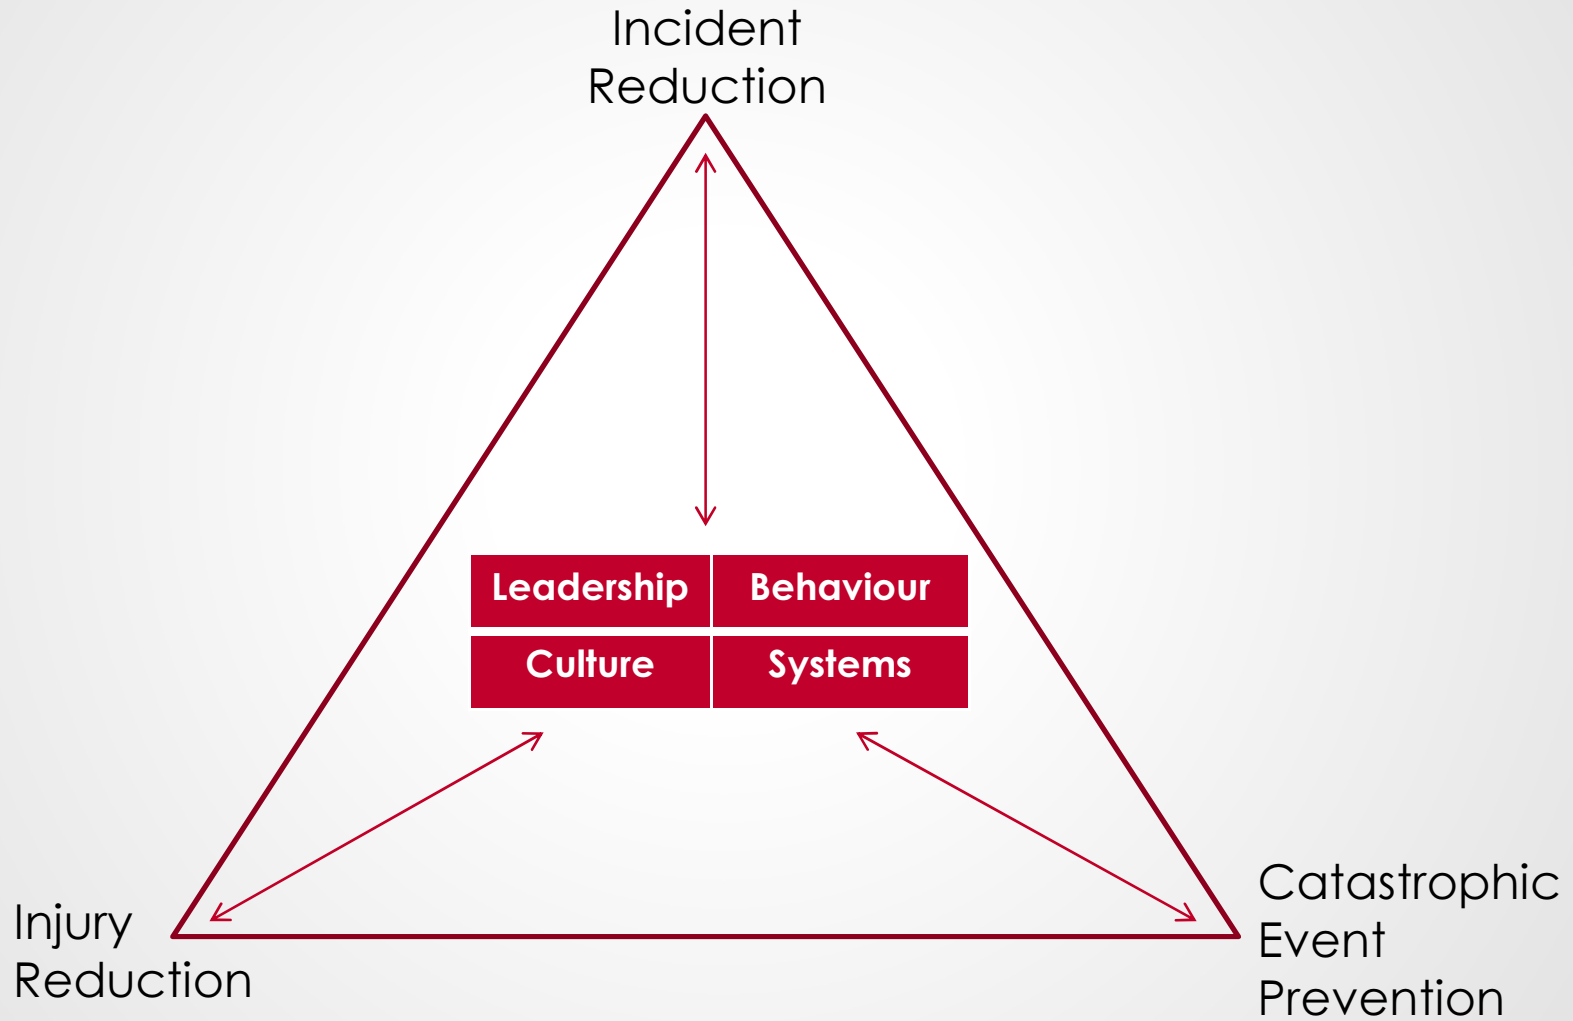 Incident
Reduction
Leadership Behaviour
Culture Systems
Injury
Reduction
Catastrophic
Event
Prevention